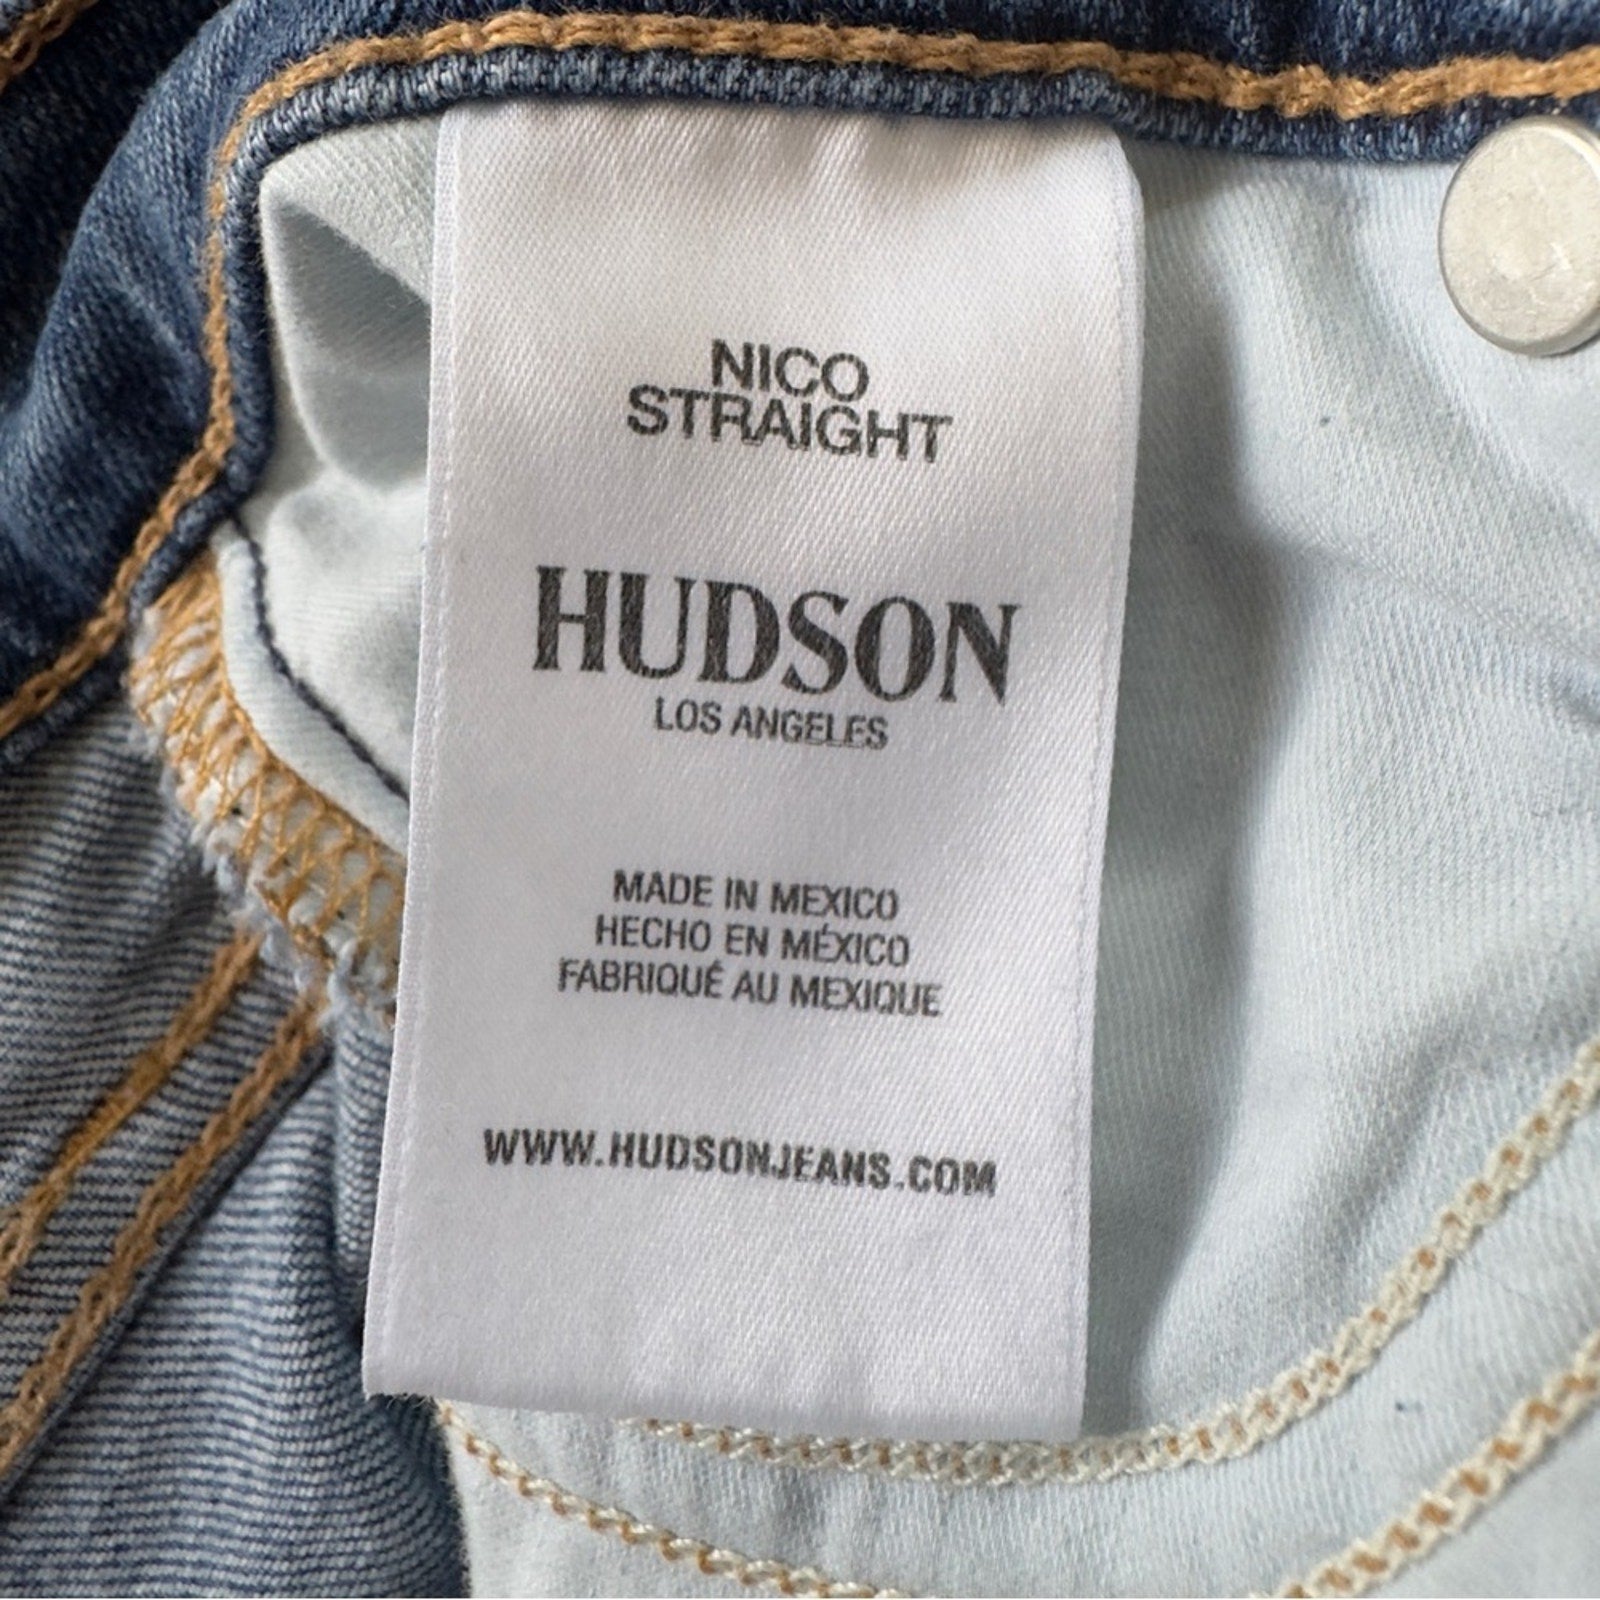 NICO
STRAIGHT
HUDSON
LOS ANGELES
MADE IN MEXICO
HECHO EN MÉXICO
FABRIQUÉ AU MEXIQUE
WWW.HUDSONJEANS.COM